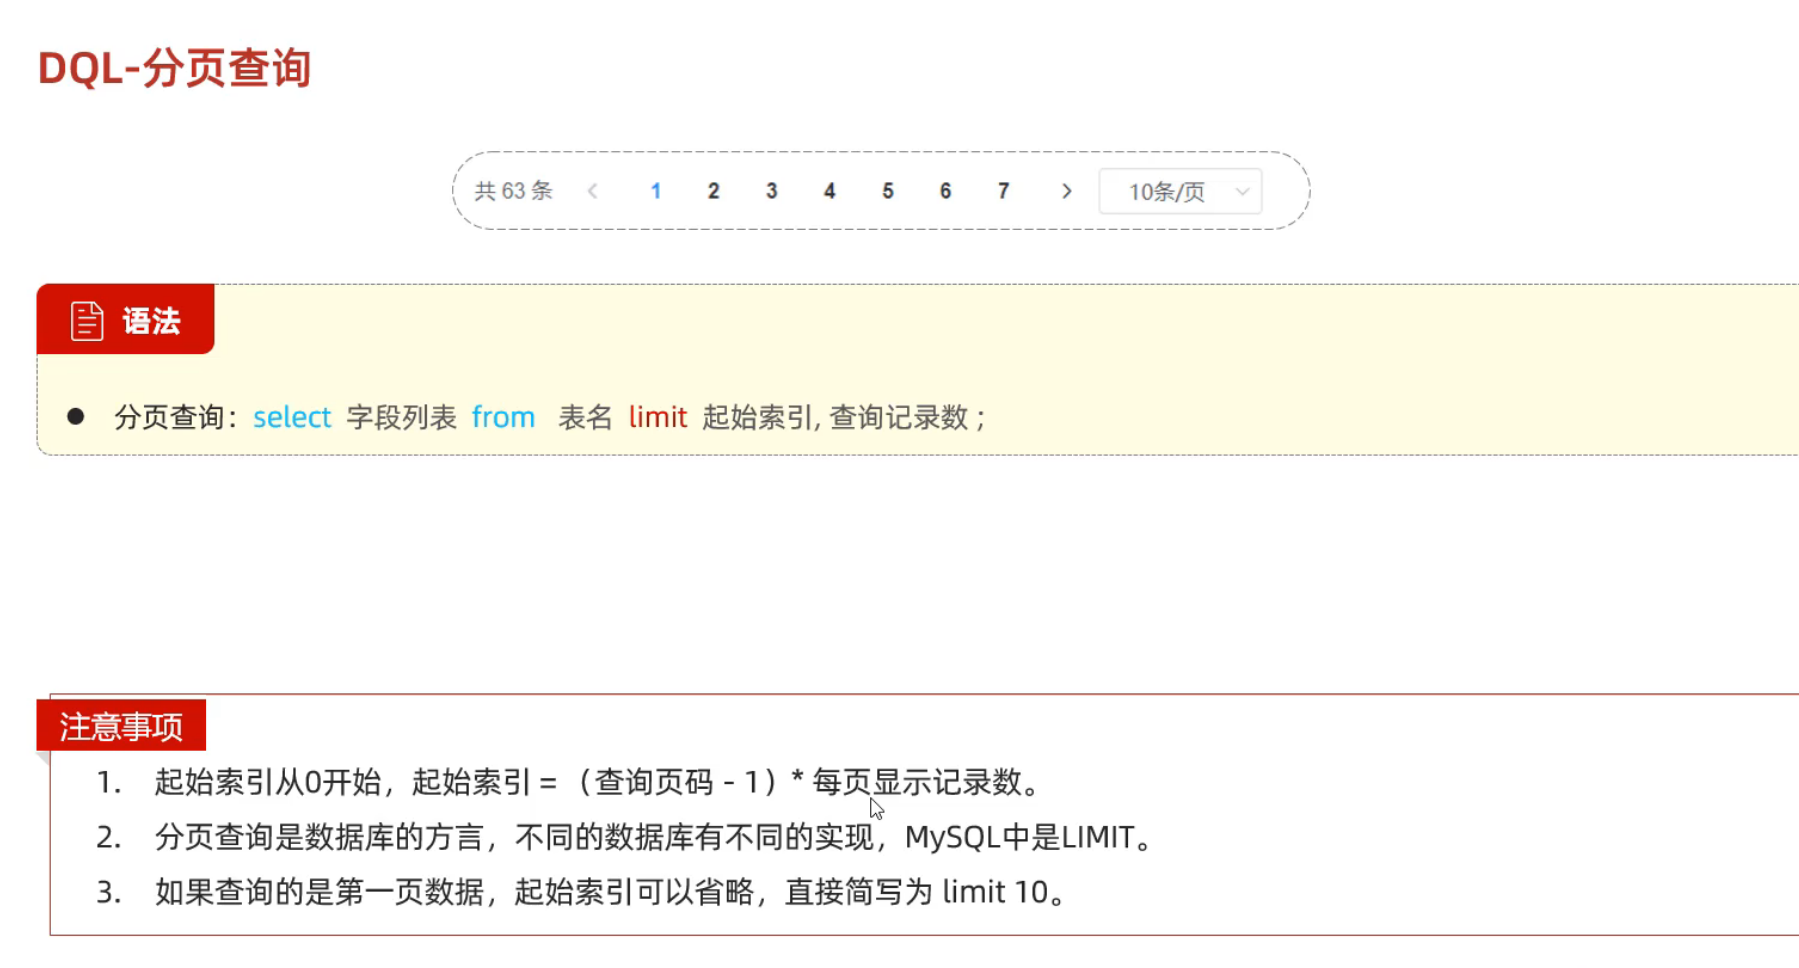 DQL-分页查询
共 63 条 < 1 2 3 4 5 6 7 > 10条/页
语法
● 分页查询：select 字段列表 from 表名 limit 起始索引, 查询记录数 ;
注意事项
1. 起始索引从0开始，起始索引 = （查询页码 - 1）* 每页显示记录数。
2. 分页查询是数据库的方言，不同的数据库有不同的实现，MySQL中是LIMIT。
3. 如果查询的是第一页数据，起始索引可以省略，直接简写为 limit 10。